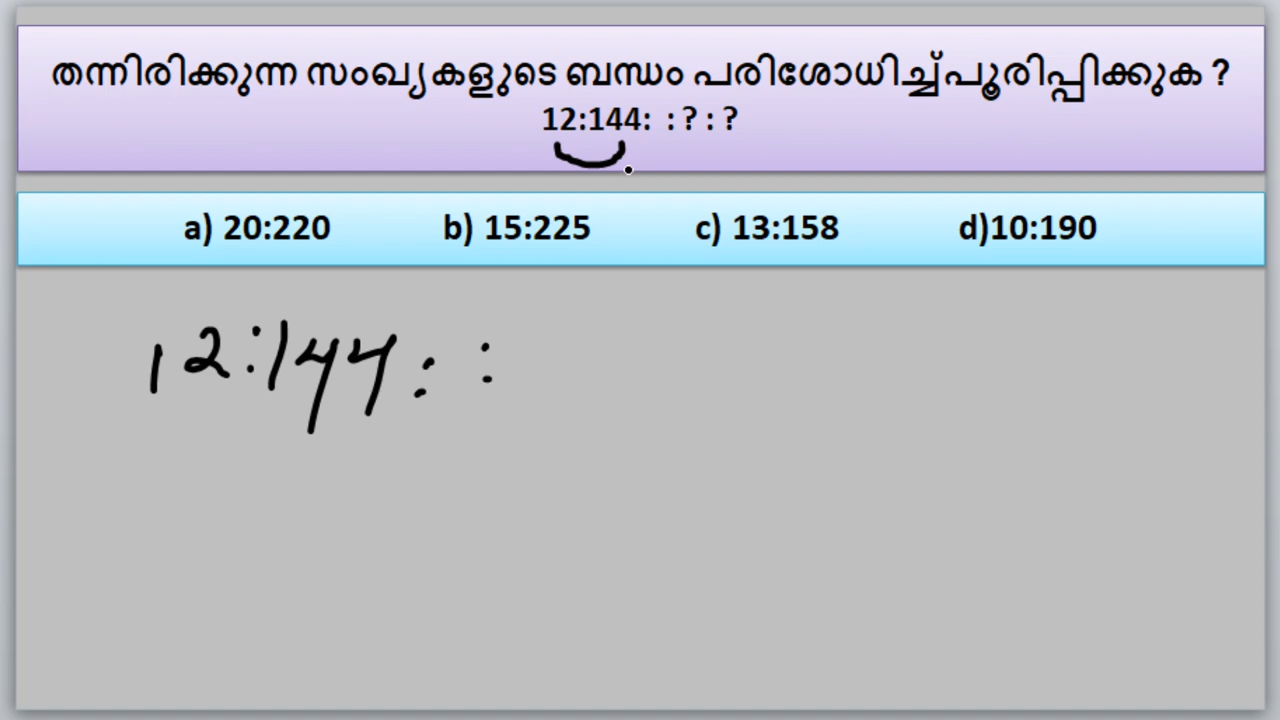 തന്നിരിക്കുന്ന സംഖ്യകളുടെ ബന്ധം പരിശോധിച്ച്പൂരിപ്പിക്കുക ?
12:144: : ? : ?
a) 20:220 b) 15:225 c) 13:158 d)10:190
12:144: :